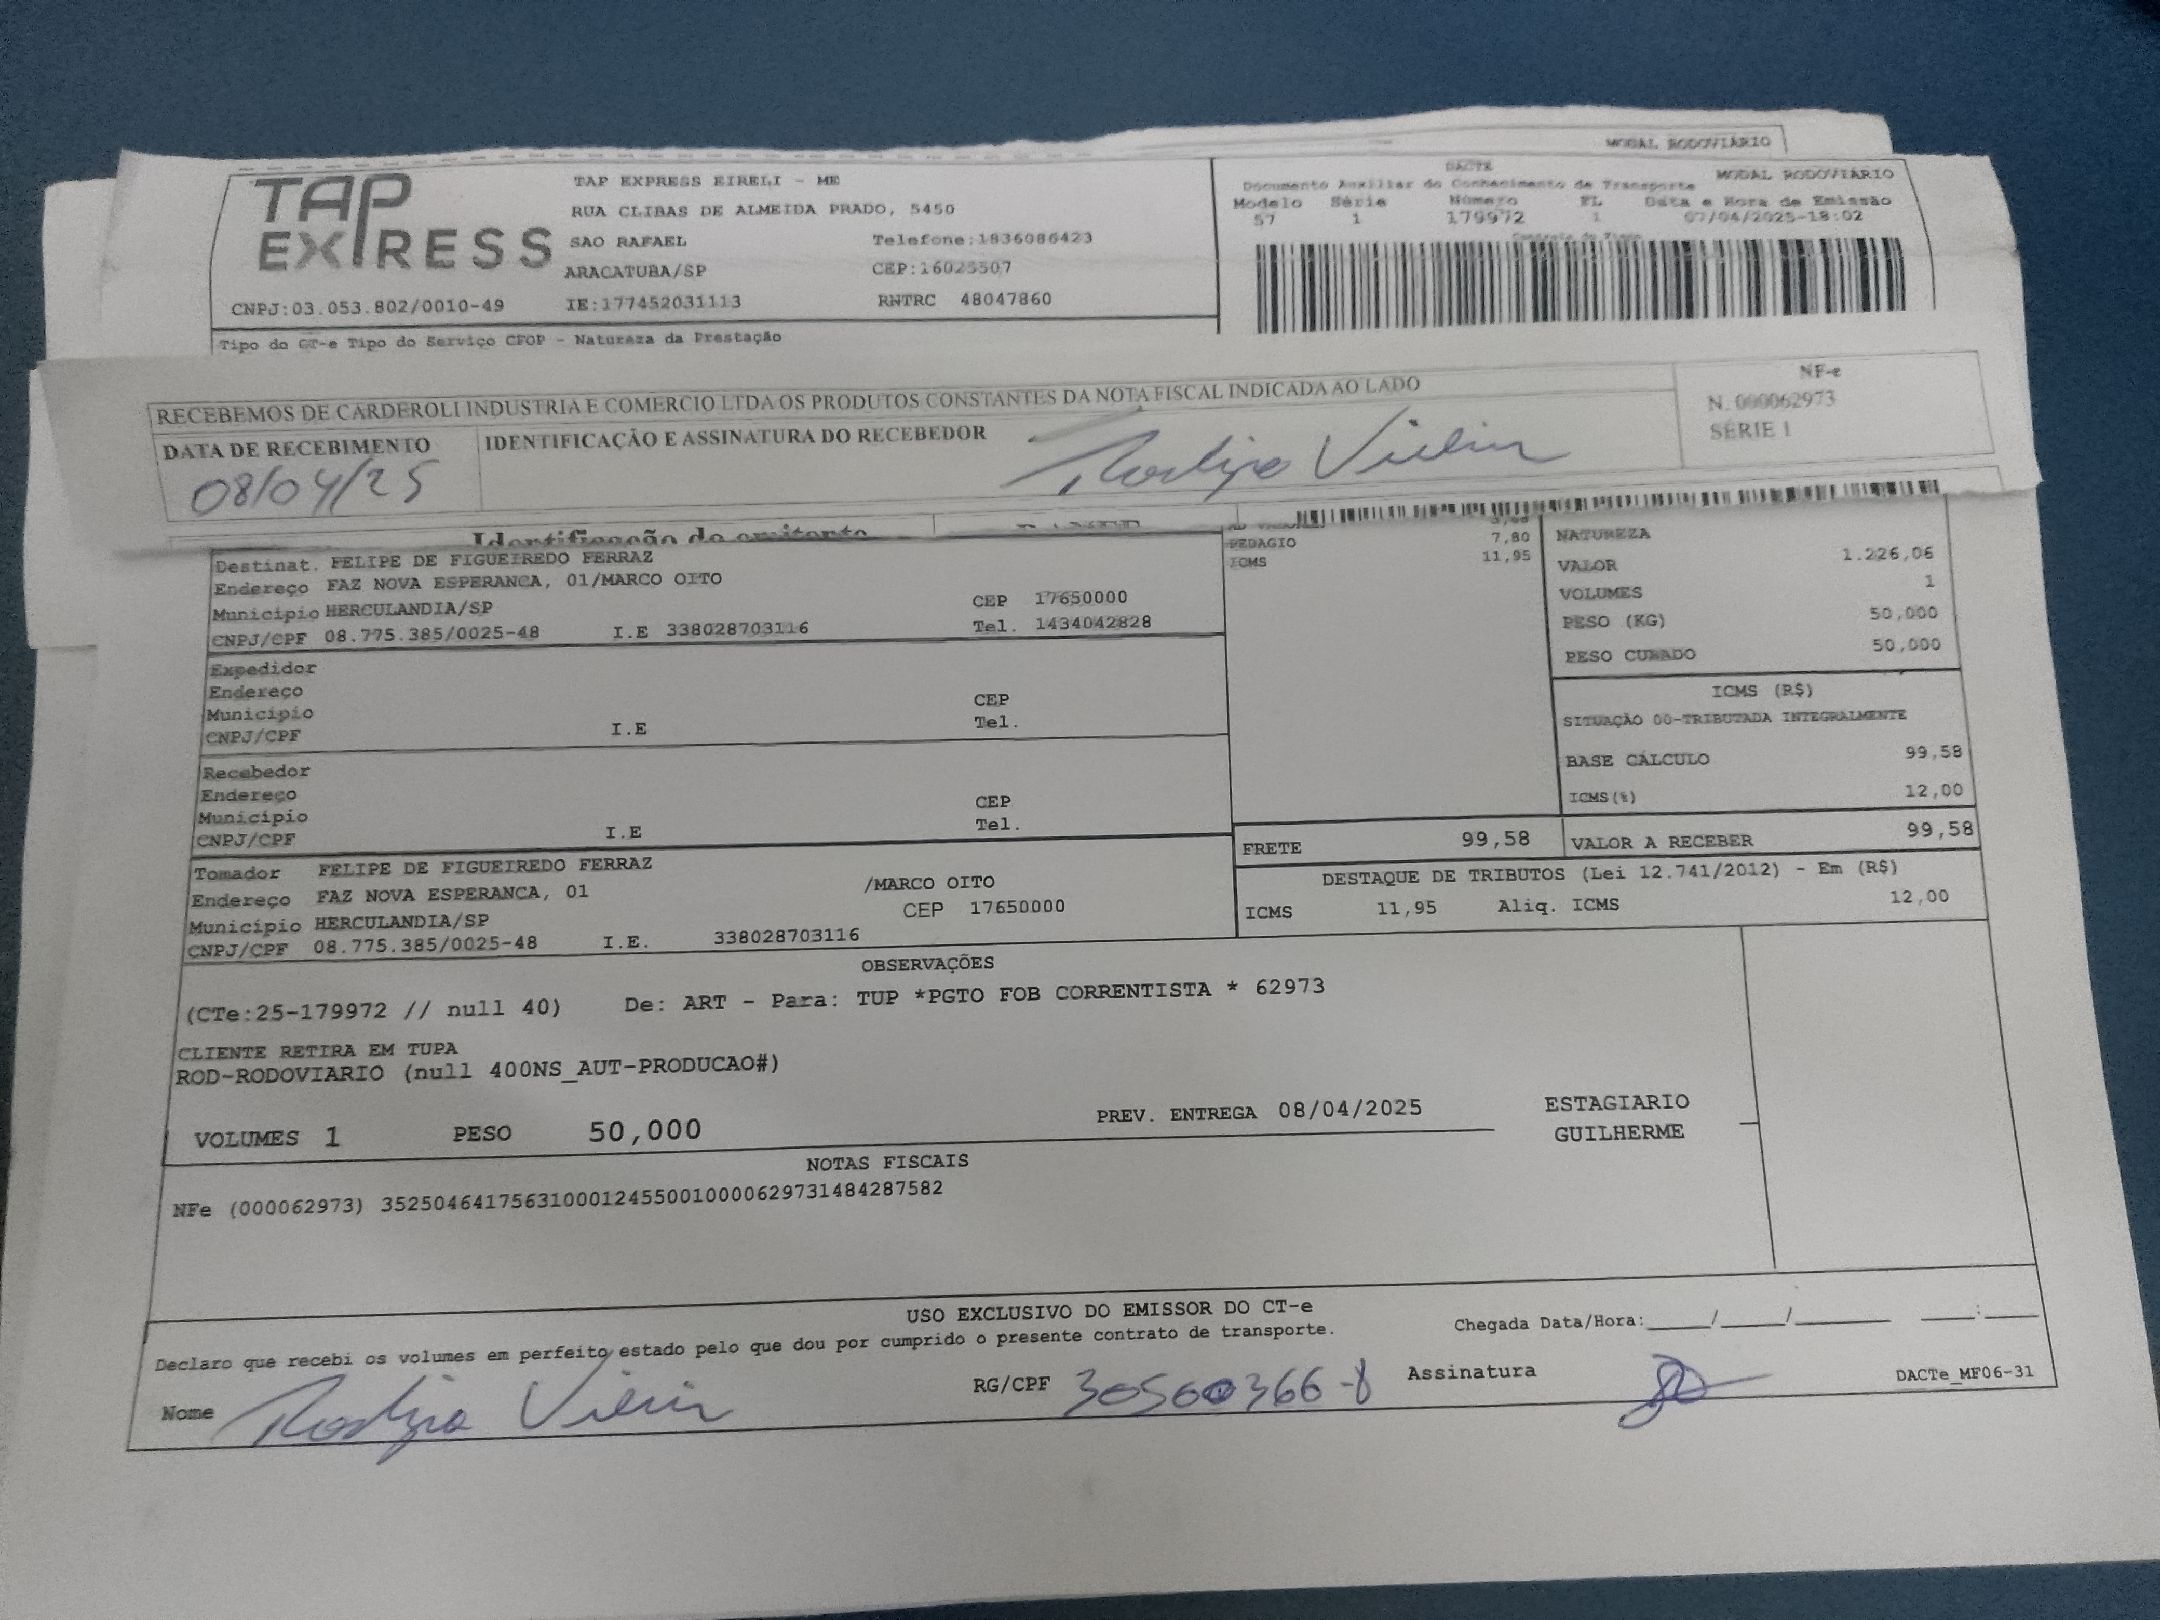 MODAL RODOVIÁRIO
TAP EXPRESS
TAP EXPRESS EIRELI - ME
RUA CLIBAS DE ALMEIDA PRADO, 5450
SAO RAFAEL Telefone:1836086423
ARACATUBA/SP CEP:16025507
CNPJ:03.053.802/0010-49 IE:177452031113 RNTRC 48047860
DACTE MODAL RODOVIARIO
Documento Auxiliar do Conhecimento de Transporte
Modelo Série Número FL Data e Hora de Emissão
57 1 179972 1 07/04/2025-18:02
Controle do Fisco
Tipo do CT-e Tipo do Serviço CFOP - Natureza da Prestação
RECEBEMOS DE CARDEROLI INDUSTRIA E COMERCIO LTDA OS PRODUTOS CONSTANTES DA NOTA FISCAL INDICADA AO LADO
DATA DE RECEBIMENTO IDENTIFICAÇÃO E ASSINATURA DO RECEBEDOR
08/04/25
NF-e
N. 000062973
SÉRIE 1
Identificação do emitente
Destinat. FELIPE DE FIGUEIREDO FERRAZ
Endereço FAZ NOVA ESPERANCA, 01/MARCO OITO
Município HERCULANDIA/SP CEP 17650000
CNPJ/CPF 08.775.385/0025-48 I.E 338028703116 Tel. 1434042828
Expedidor
Endereço
Município CEP
CNPJ/CPF I.E Tel.
Recebedor
Endereço
Município CEP
CNPJ/CPF I.E Tel.
Tomador FELIPE DE FIGUEIREDO FERRAZ
Endereço FAZ NOVA ESPERANCA, 01 /MARCO OITO
Município HERCULANDIA/SP CEP 17650000
CNPJ/CPF 08.775.385/0025-48 I.E. 338028703116
PEDAGIO 7,80
ICMS 11,95
NATUREZA
VALOR 1.226,06
VOLUMES 1
PESO (KG) 50,000
PESO CUBADO 50,000
ICMS (R$)
SITUAÇÃO 00-TRIBUTADA INTEGRALMENTE
BASE CÁLCULO 99,58
ICMS(%) 12,00
FRETE 99,58 VALOR A RECEBER 99,58
DESTAQUE DE TRIBUTOS (Lei 12.741/2012) - Em (R$)
ICMS 11,95 Aliq. ICMS 12,00
OBSERVAÇÕES
(CTe:25-179972 // null 40) De: ART - Para: TUP *PGTO FOB CORRENTISTA * 62973
CLIENTE RETIRA EM TUPA
ROD-RODOVIARIO (null 400NS_AUT-PRODUCAO#)
VOLUMES 1 PESO 50,000 PREV. ENTREGA 08/04/2025
ESTAGIARIO
GUILHERME
NOTAS FISCAIS
NFe (000062973) 35250464175631000124550010000629731484287582
USO EXCLUSIVO DO EMISSOR DO CT-e
Declaro que recebi os volumes em perfeito estado pelo que dou por cumprido o presente contrato de transporte.
Chegada Data/Hora:_____/_____/_______ ____:____
Nome RG/CPF 30500366-8 Assinatura
DACTe_MF06-31